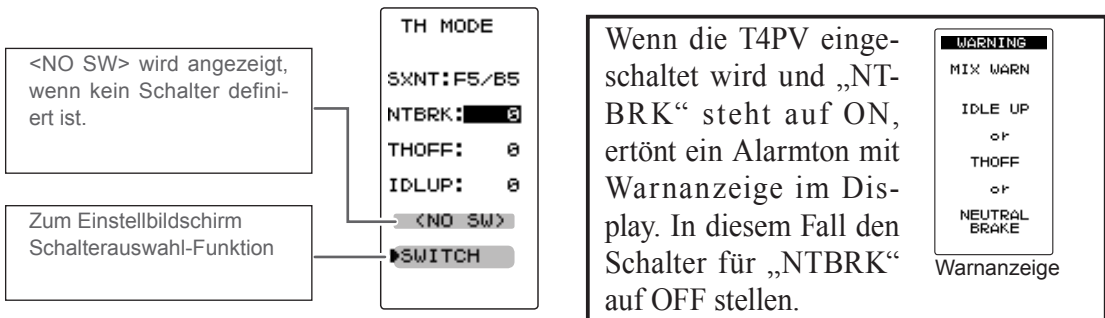 <NO SW> wird angezeigt,
wenn kein Schalter defini-
ert ist.
Zum Einstellbildschirm
Schalterauswahl-Funktion
TH MODE
SXNT:F5/B5
NTBRK: 0
THOFF: 0
IDLUP: 0
<NO SW>
▶SWITCH
Wenn die T4PV einge-
schaltet wird und „NT-
BRK“ steht auf ON,
ertönt ein Alarmton mit
Warnanzeige im Dis-
play. In diesem Fall den
Schalter für „NTBRK“
auf OFF stellen.
WARNING
MIX WARN
IDLE UP
or
THOFF
or
NEUTRAL
BRAKE
Warnanzeige